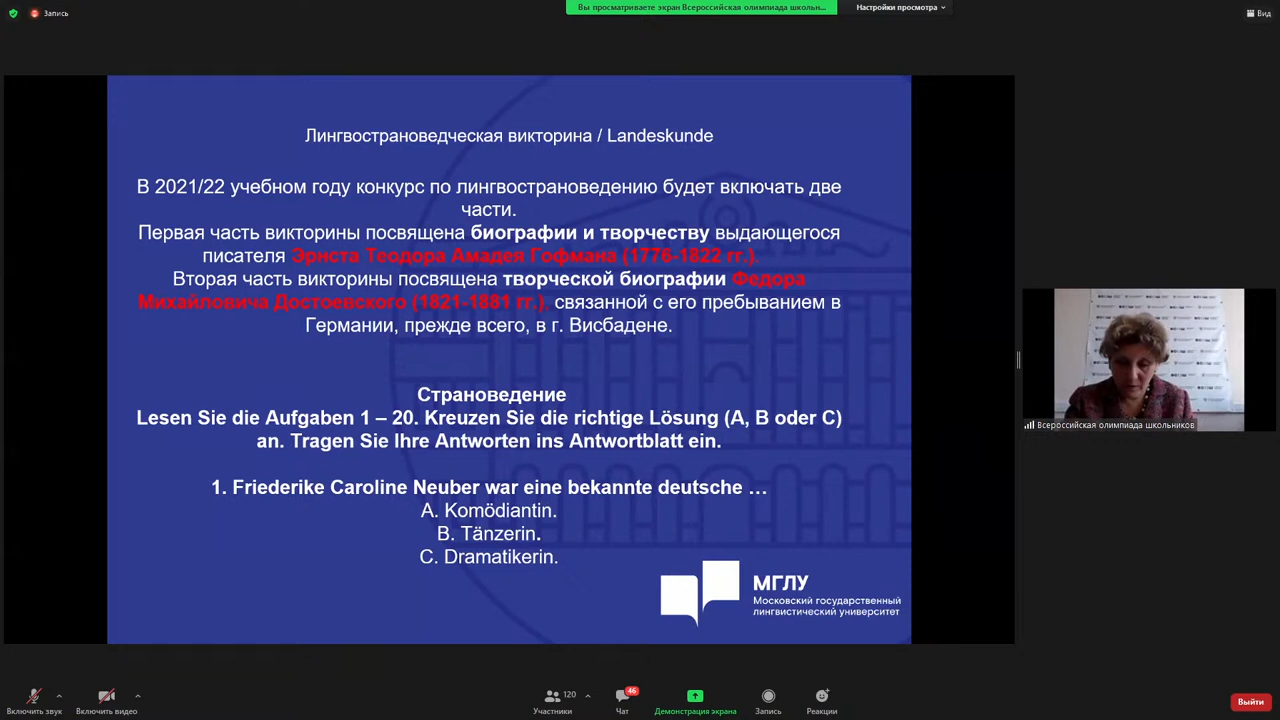 Запись
Вы просматриваете экран Всероссийская олимпиада школьн...
Настройки просмотра
Вид
Лингвострановедческая викторина / Landeskunde
В 2021/22 учебном году конкурс по лингвострановедению будет включать две
части.
Первая часть викторины посвящена биографии и творчеству выдающегося
писателя Эрнста Теодора Амадея Гофмана (1776-1822 гг.).
Вторая часть викторины посвящена творческой биографии Федора
Михайловича Достоевского (1821-1881 гг.), связанной с его пребыванием в
Германии, прежде всего, в г. Висбадене.
Страноведение
Lesen Sie die Aufgaben 1 – 20. Kreuzen Sie die richtige Lösung (A, B oder C)
an. Tragen Sie Ihre Antworten ins Antwortblatt ein.
1. Friederike Caroline Neuber war eine bekannte deutsche …
A. Komödiantin.
B. Tänzerin.
C. Dramatikerin.
МГЛУ
Московский государственный
лингвистический университет
Всероссийская олимпиада школьников
Включить звук
Включить видео
120
Участники
46
Чат
Демонстрация экрана
Запись
Реакции
Выйти